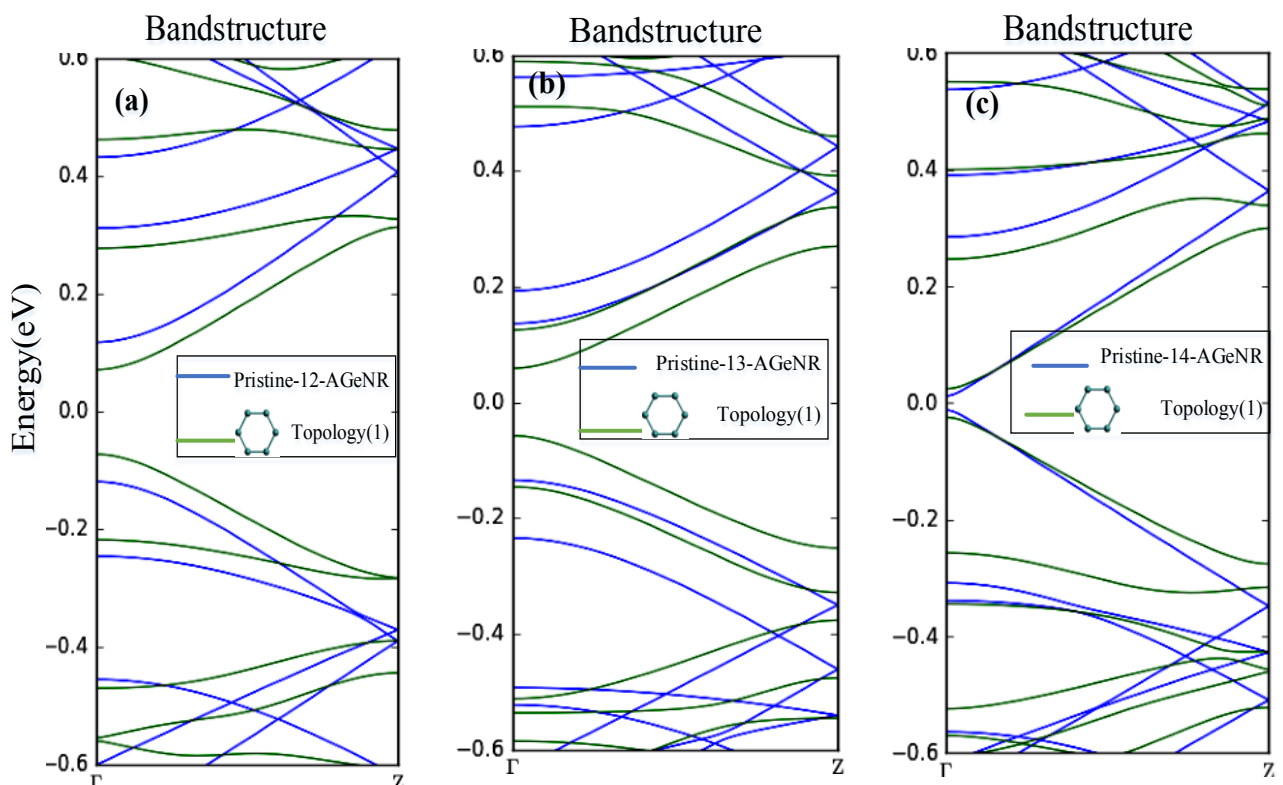 Bandstructure
Bandstructure
Bandstructure
Energy(eV)
(a)
0.6
0.4
0.2
0.0
−0.2
−0.4
−0.6
Γ
Z
Pristine-12-AGeNR
Topology(1)
(b)
0.6
0.4
0.2
0.0
−0.2
−0.4
−0.6
Γ
Z
Pristine-13-AGeNR
Topology(1)
(c)
0.6
0.4
0.2
0.0
−0.2
−0.4
−0.6
Γ
Z
Pristine-14-AGeNR
Topology(1)